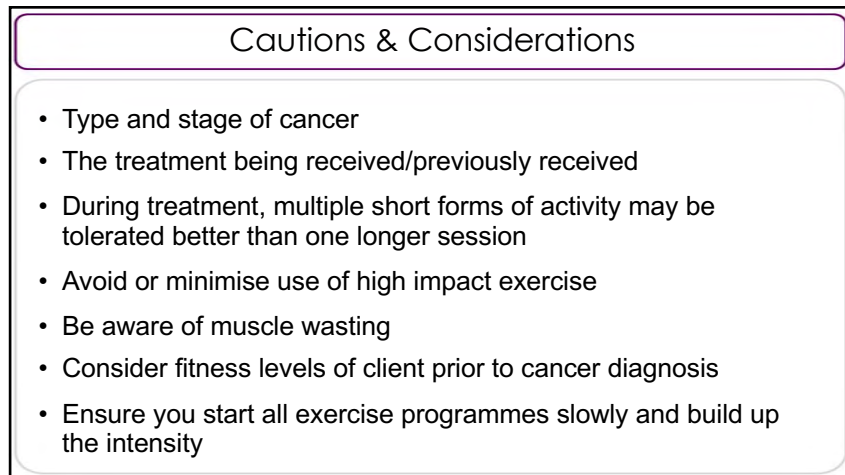 Cautions & Considerations
• Type and stage of cancer
• The treatment being received/previously received
• During treatment, multiple short forms of activity may be
tolerated better than one longer session
• Avoid or minimise use of high impact exercise
• Be aware of muscle wasting
• Consider fitness levels of client prior to cancer diagnosis
• Ensure you start all exercise programmes slowly and build up
the intensity